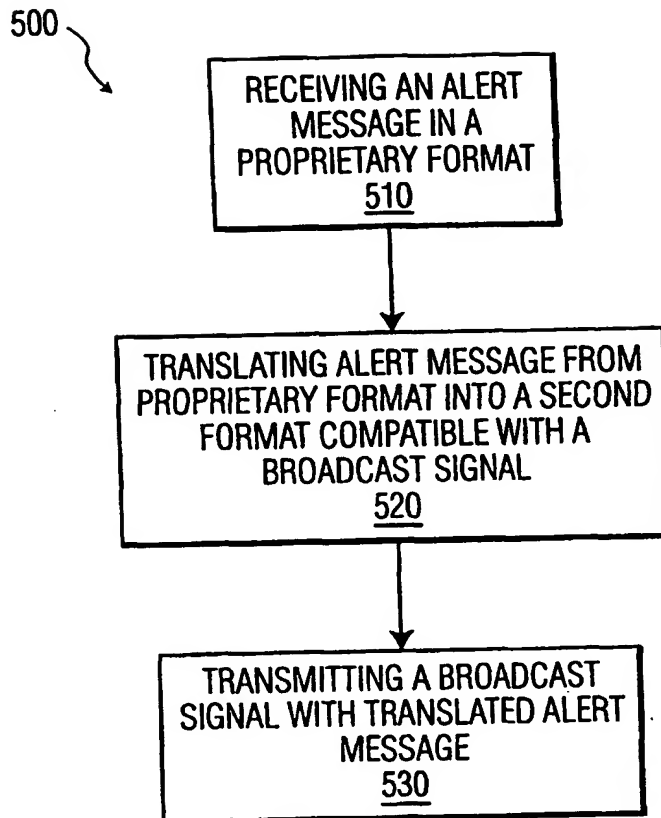 500
RECEIVING AN ALERT
MESSAGE IN A
PROPRIETARY FORMAT
510
TRANSLATING ALERT MESSAGE FROM
PROPRIETARY FORMAT INTO A SECOND
FORMAT COMPATIBLE WITH A
BROADCAST SIGNAL
520
TRANSMITTING A BROADCAST
SIGNAL WITH TRANSLATED ALERT
MESSAGE
530